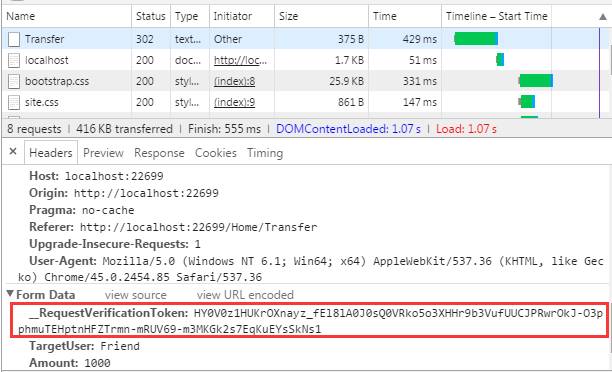 Name Status Type Initiator Size Time Timeline – Start Time
Transfer 302 text... Other 375 B 429 ms
localhost 200 doc... http://loc... 1.7 KB 51 ms
bootstrap.css 200 styl... (index):8 25.9 KB 331 ms
site.css 200 styl... (index):9 861 B 147 ms
8 requests | 416 KB transferred | Finish: 555 ms | DOMContentLoaded: 1.07 s | Load: 1.07 s
× Headers Preview Response Cookies Timing
Host: localhost:22699
Origin: http://localhost:22699
Pragma: no-cache
Referer: http://localhost:22699/Home/Transfer
Upgrade-Insecure-Requests: 1
User-Agent: Mozilla/5.0 (Windows NT 6.1; Win64; x64) AppleWebKit/537.36 (KHTML, like Gec
ko) Chrome/45.0.2454.85 Safari/537.36
▼ Form Data view source view URL encoded
__RequestVerificationToken: HY0V0z1HUKrOXnayz_fEl8lA0J0sQ0VRko5o3XHHr9b3VufUUCJPRwrOkJ-O3p
phmuTEHptnHFZTrmn-mRUV69-m3MKGk2s7EqKuEYsSkNs1
TargetUser: Friend
Amount: 1000